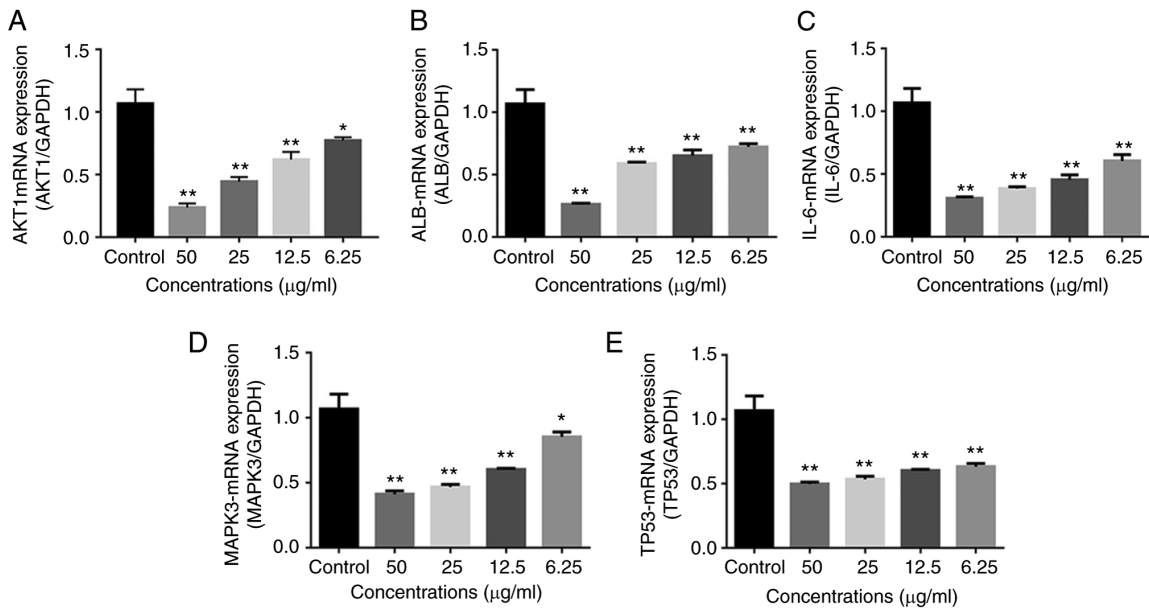 A
AKT1mRNA expression
(AKT1/GAPDH)
1.5
1.0
0.5
0.0
**
**
**
*
Control 50 25 12.5 6.25
Concentrations (μg/ml)
B
ALB-mRNA expression
(ALB/GAPDH)
1.5
1.0
0.5
0.0
**
**
**
**
Control 50 25 12.5 6.25
Concentrations (μg/ml)
C
IL-6-mRNA expression
(IL-6/GAPDH)
1.5
1.0
0.5
0.0
**
**
**
**
Control 50 25 12.5 6.25
Concentrations (μg/ml)
D
MAPK3-mRNA expression
(MAPK3/GAPDH)
1.5
1.0
0.5
0.0
**
**
**
*
Control 50 25 12.5 6.25
Concentrations (μg/ml)
E
TP53-mRNA expression
(TP53/GAPDH)
1.5
1.0
0.5
0.0
**
**
**
**
Control 50 25 12.5 6.25
Concentrations (μg/ml)